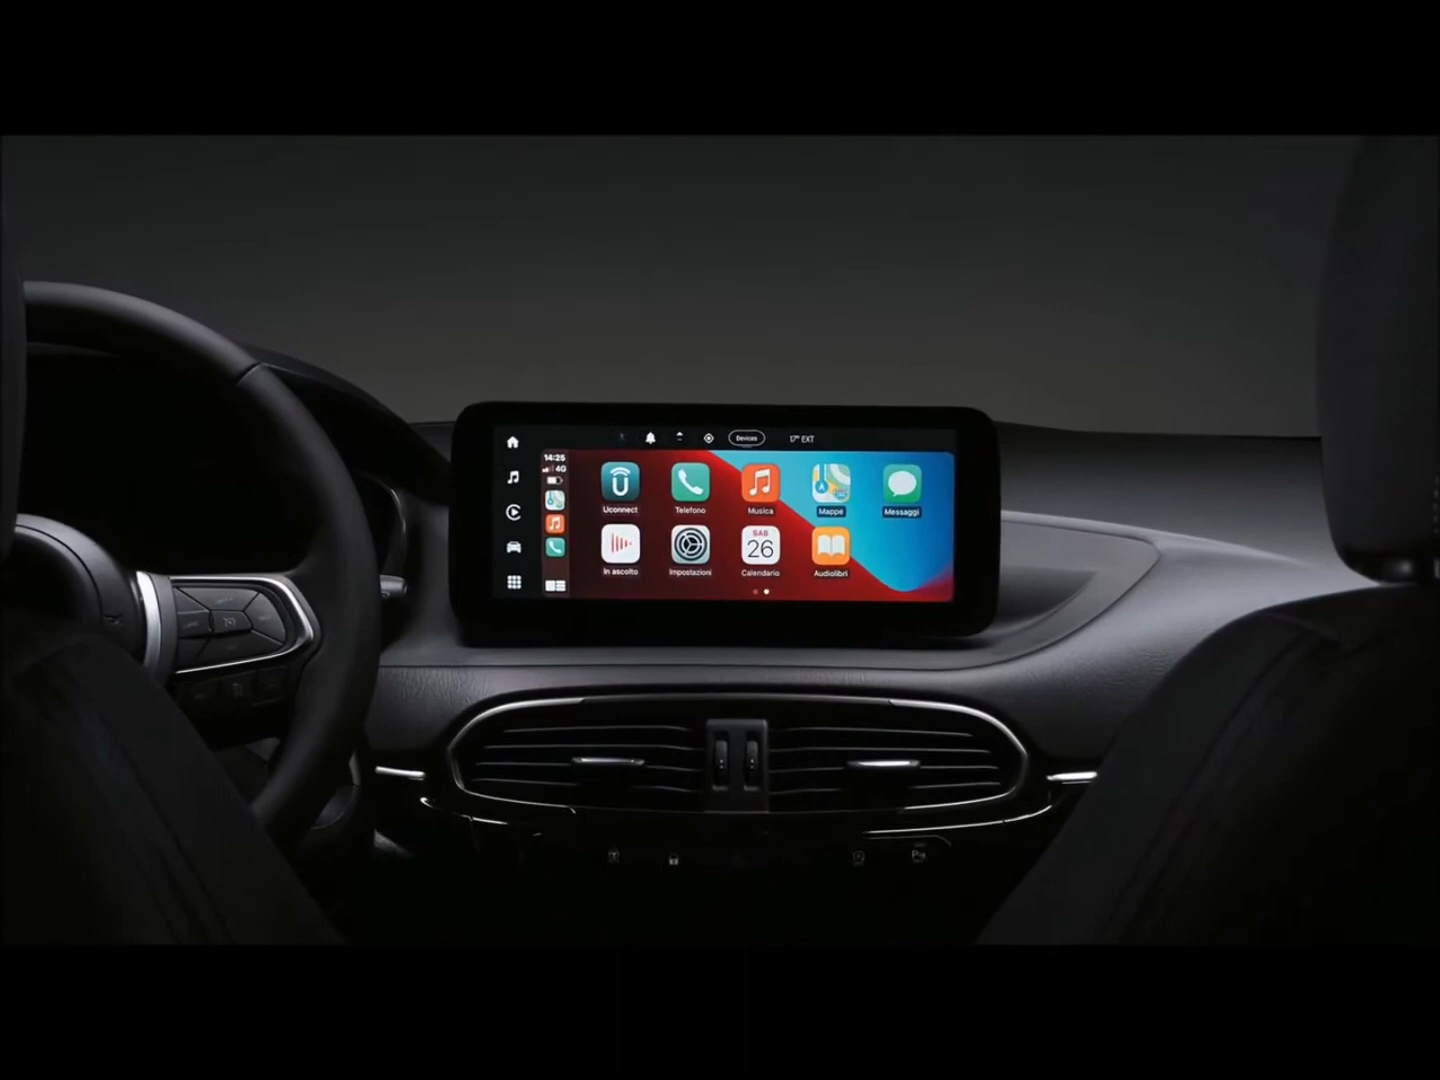 Devices
17° EXT
14:25
4G
Uconnect
Telefono
Musica
Mappe
Messaggi
SAB
26
In ascolto
Impostazioni
Calendario
Audiolibri